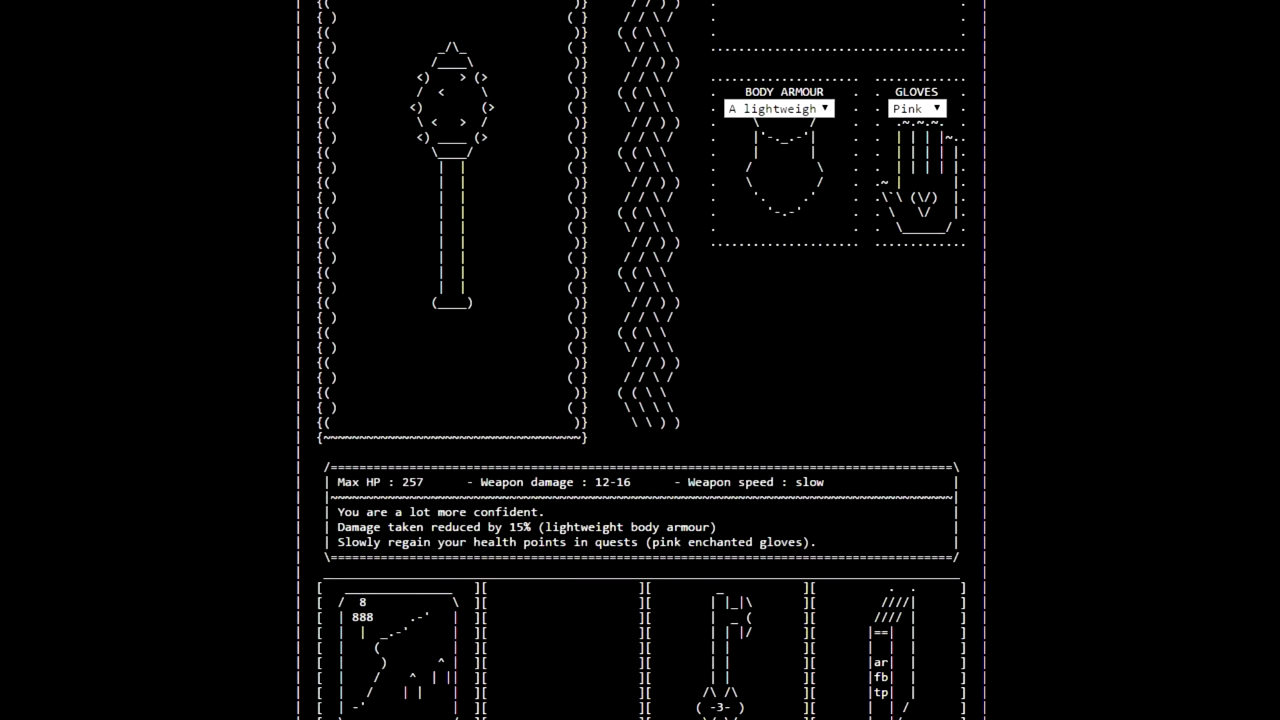 BODY ARMOUR
GLOVES
A lightweigh
Pink
Max HP : 257 - Weapon damage : 12-16 - Weapon speed : slow
You are a lot more confident.
Damage taken reduced by 15% (lightweight body armour)
Slowly regain your health points in quests (pink enchanted gloves).
8
888
ar
fb
tp
-3-